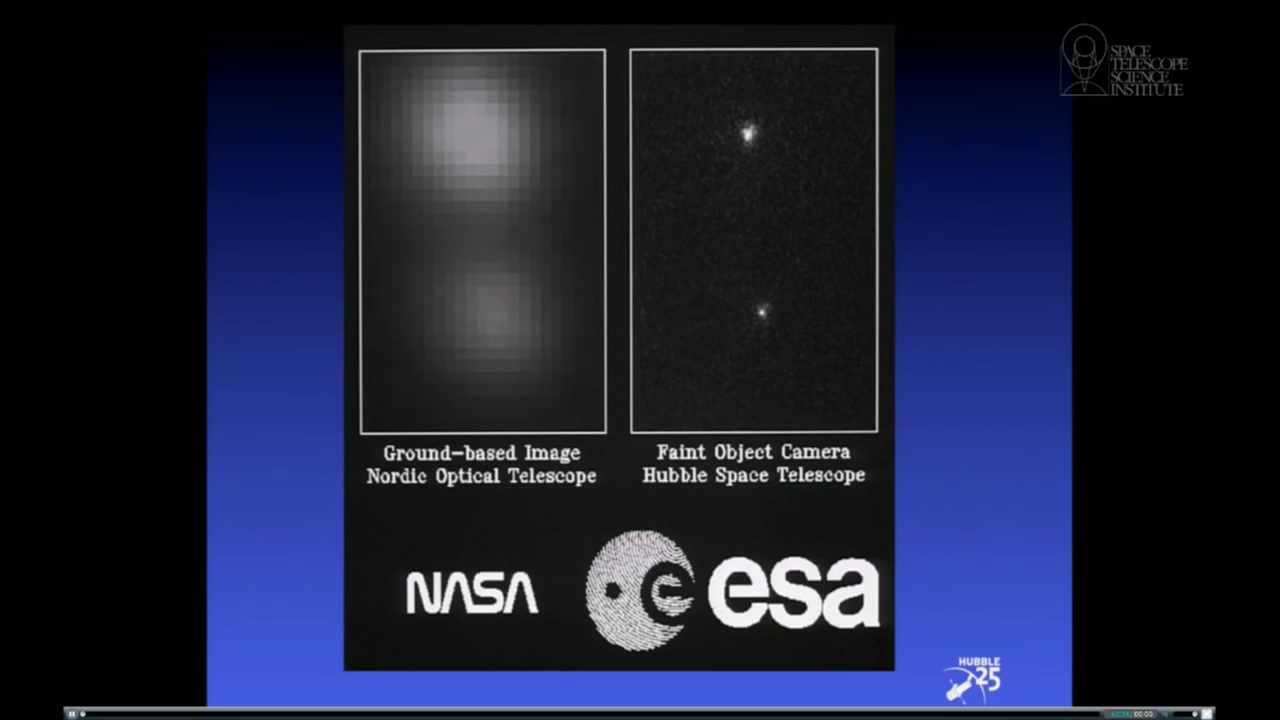 SPACE
TELESCOPE
SCIENCE
INSTITUTE
Ground-based Image
Nordic Optical Telescope
Faint Object Camera
Hubble Space Telescope
NASA
esa
HUBBLE
25